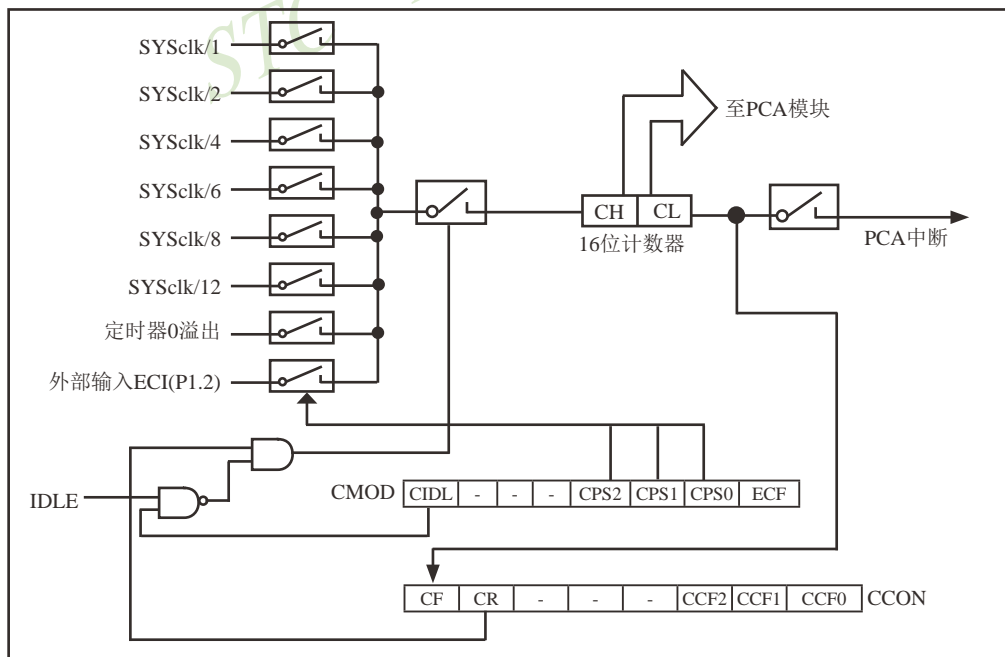 STC
SYSclk/1
SYSclk/2
SYSclk/4
SYSclk/6
SYSclk/8
SYSclk/12
定时器0溢出
外部输入ECI(P1.2)
至PCA模块
CH CL
16位计数器
PCA中断
IDLE
CMOD CIDL - - - CPS2 CPS1 CPS0 ECF
CF CR - - - CCF2 CCF1 CCF0 CCON